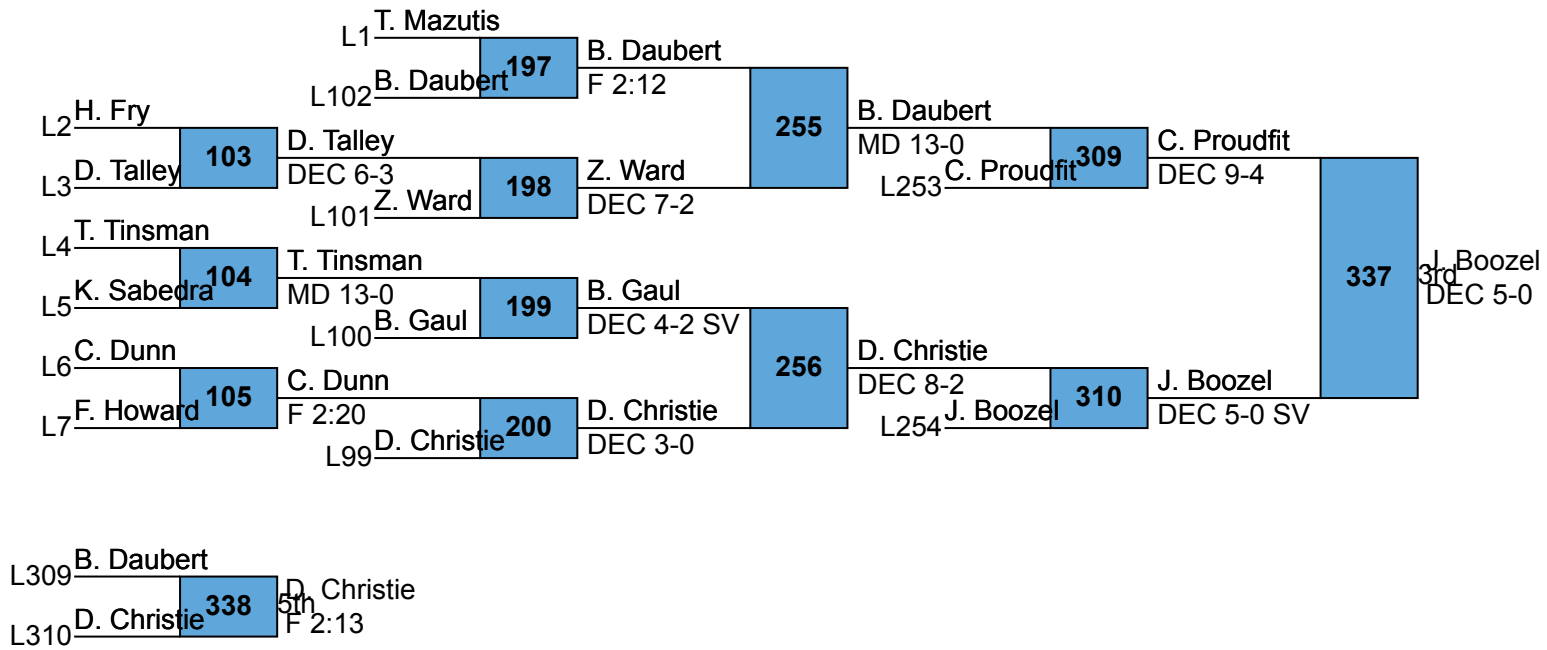 L1 T. Mazutis
L102 B. Daubert
197
B. Daubert
F 2:12
L2 H. Fry
L3 D. Talley
103
D. Talley
DEC 6-3
L101 Z. Ward
198
Z. Ward
DEC 7-2
255
B. Daubert
MD 13-0
L253 C. Proudfit
309
C. Proudfit
DEC 9-4
L4 T. Tinsman
L5 K. Sabedra
104
T. Tinsman
MD 13-0
L100 B. Gaul
199
B. Gaul
DEC 4-2 SV
L6 C. Dunn
L7 F. Howard
105
C. Dunn
F 2:20
L99 D. Christie
200
D. Christie
DEC 3-0
256
D. Christie
DEC 8-2
L254 J. Boozel
310
J. Boozel
DEC 5-0 SV
337
3rd
J. Boozel
DEC 5-0
L309 B. Daubert
L310 D. Christie
338
5th
D. Christie
F 2:13